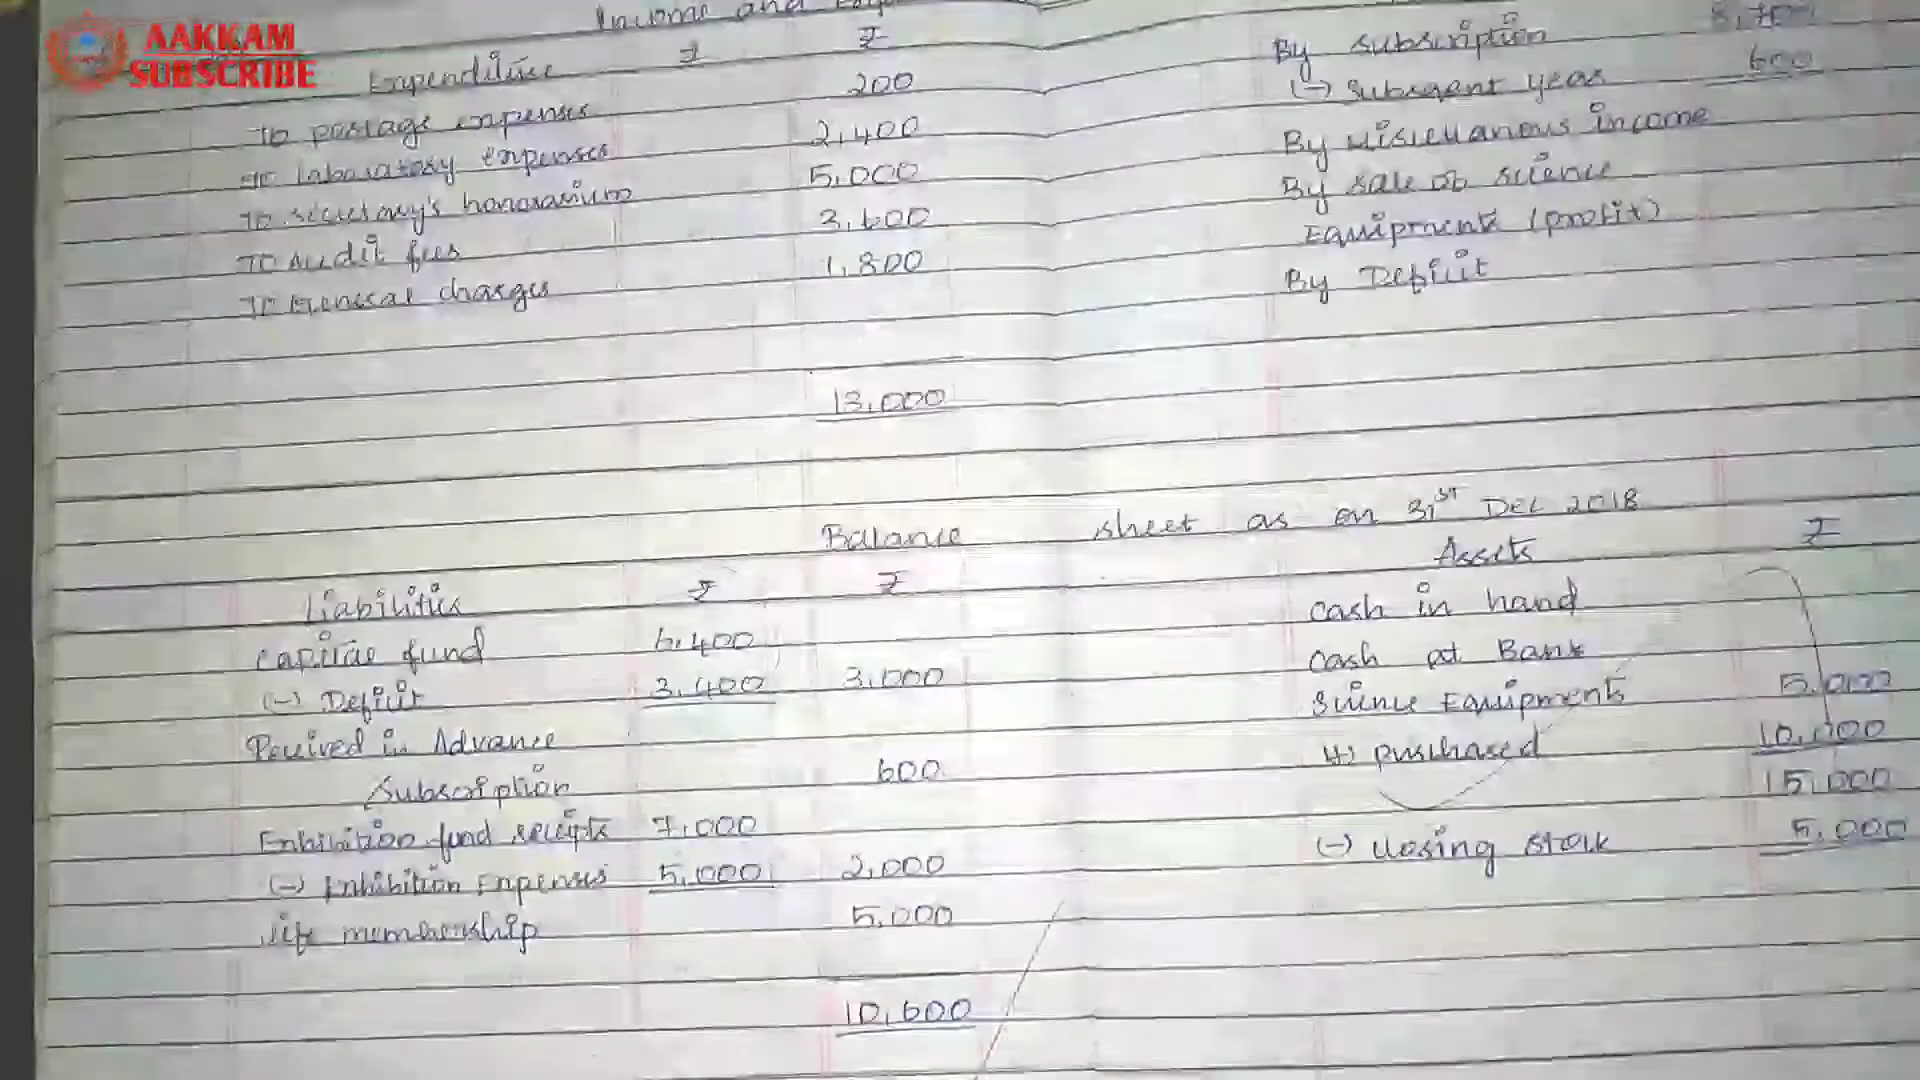 AAKKAM
SUBSCRIBE
Income and
Expenditure ₹ ₹
To postage expenses 200
To laboratory expenses 2,400
To secretary's honorarium 5,000
To Audit fees 3,600
To General charges 1,800
13,000
By subscription
(-) Subsqent year 600
By Miscellanous income
By sale of science
Equipments (profit)
By Deficit
Balance sheet as on 31ST Dec 2018
Liabilities ₹ ₹
Capital fund 6,400
(-) Deficit 3,400 3,000
Received in Advance
Subscription 600
Exhibition fund receipts 7,000
(-) Exhibition Expenses 5,000 2,000
life membership 5,000
10,600
Assets ₹
Cash in hand
Cash at Bank
Science Equipments 5,000
(+) purchased 10,000
15,000
(-) closing stock 5,000